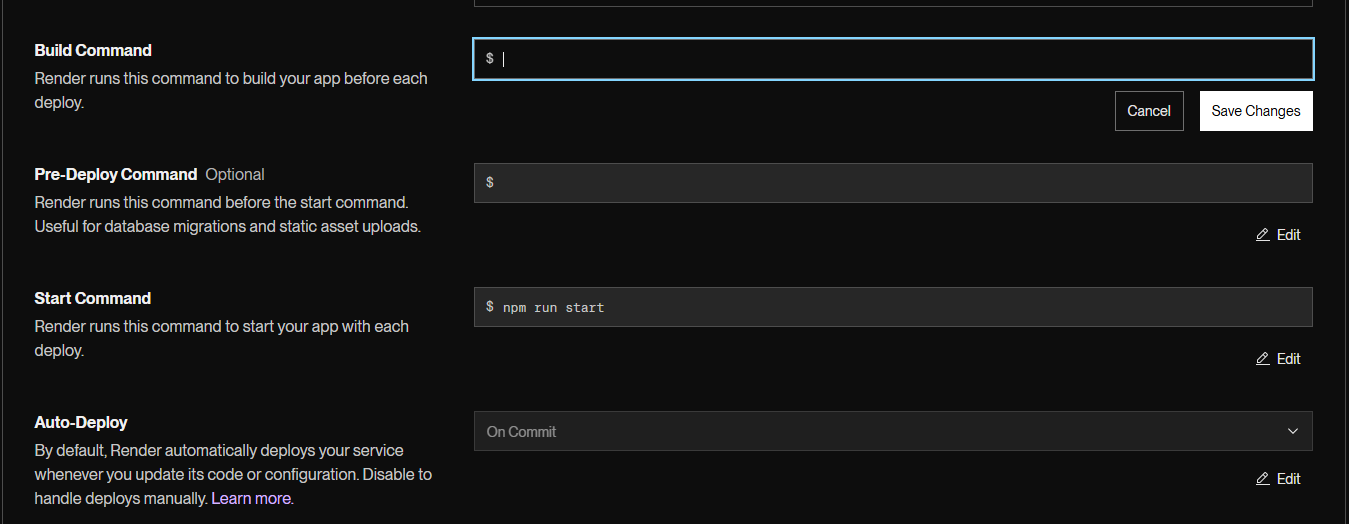 Build Command
$
Render runs this command to build your app before each
deploy.
Cancel
Save Changes
Pre-Deploy Command Optional
$
Render runs this command before the start command.
Useful for database migrations and static asset uploads.
Edit
Start Command
$ npm run start
Render runs this command to start your app with each
deploy.
Edit
Auto-Deploy
On Commit
By default, Render automatically deploys your service
whenever you update its code or configuration. Disable to
handle deploys manually. Learn more.
Edit